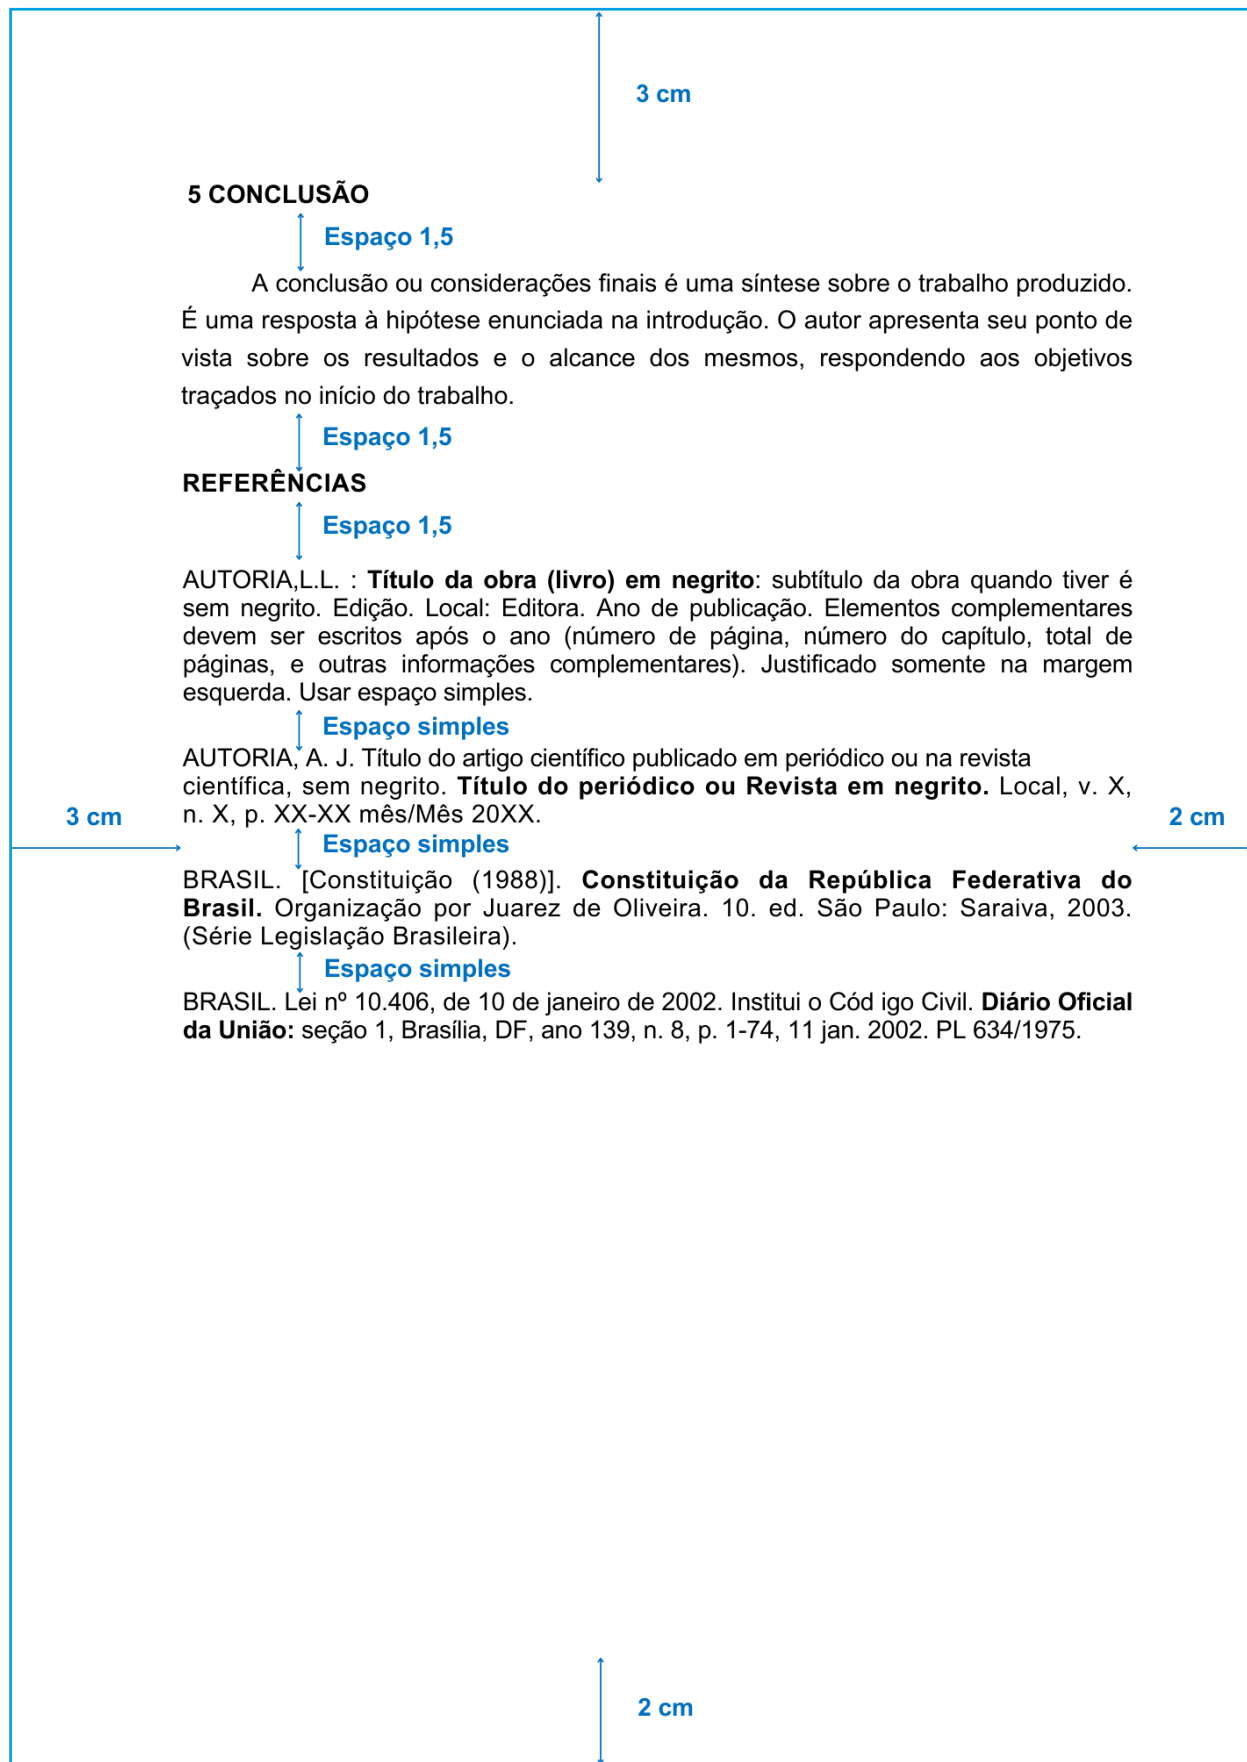 3 cm
5 CONCLUSÃO
Espaço 1,5
A conclusão ou considerações finais é uma síntese sobre o trabalho produzido.
É uma resposta à hipótese enunciada na introdução. O autor apresenta seu ponto de
vista sobre os resultados e o alcance dos mesmos, respondendo aos objetivos
traçados no início do trabalho.
Espaço 1,5
REFERÊNCIAS
Espaço 1,5
AUTORIA,L.L. : Título da obra (livro) em negrito: subtítulo da obra quando tiver é
sem negrito. Edição. Local: Editora. Ano de publicação. Elementos complementares
devem ser escritos após o ano (número de página, número do capítulo, total de
páginas, e outras informações complementares). Justificado somente na margem
esquerda. Usar espaço simples.
Espaço simples
AUTORIA, A. J. Título do artigo científico publicado em periódico ou na revista
científica, sem negrito. Título do periódico ou Revista em negrito. Local, v. X,
n. X, p. XX-XX mês/Mês 20XX.
3 cm
2 cm
Espaço simples
BRASIL. [Constituição (1988)]. Constituição da República Federativa do
Brasil. Organização por Juarez de Oliveira. 10. ed. São Paulo: Saraiva, 2003.
(Série Legislação Brasileira).
Espaço simples
BRASIL. Lei nº 10.406, de 10 de janeiro de 2002. Institui o Cód igo Civil. Diário Oficial
da União: seção 1, Brasília, DF, ano 139, n. 8, p. 1-74, 11 jan. 2002. PL 634/1975.
2 cm